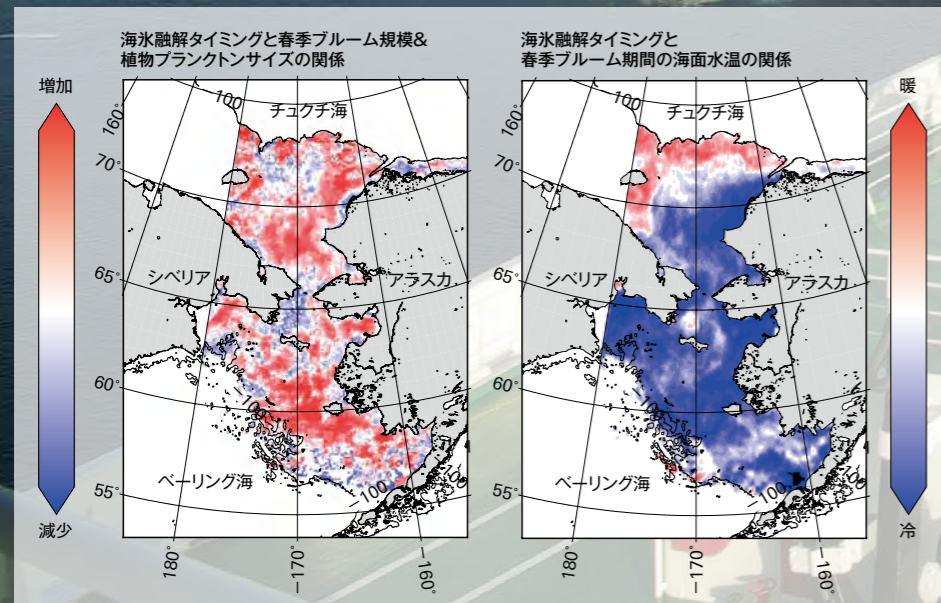 海氷融解タイミングと春季ブルーム規模&
植物プランクトンサイズの関係
増加
減少
160°
70°
65°
60°
55°
180°
−170°
−160°
100
チュクチ海
シベリア
アラスカ
100
ベーリング海
100
100
海氷融解タイミングと
春季ブルーム期間の海面水温の関係
暖
冷
160°
70°
65°
60°
55°
180°
−170°
−160°
100
チュクチ海
シベリア
アラスカ
100
ベーリング海
100
100